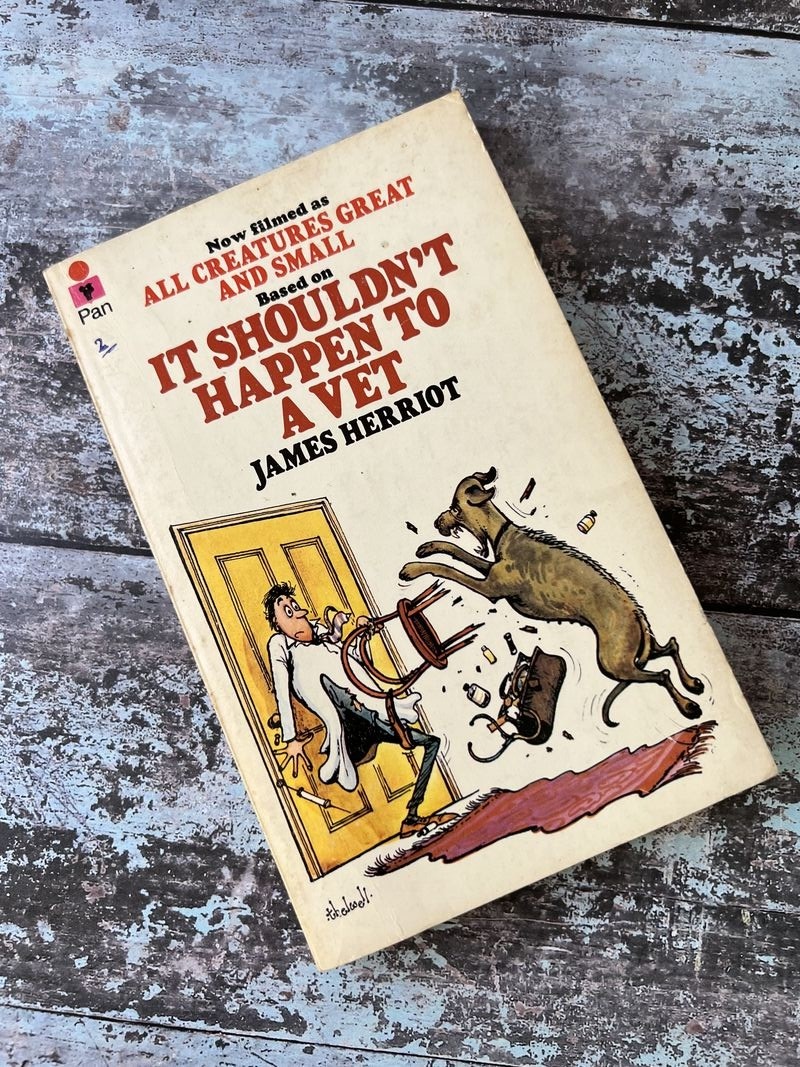 Now filmed as
ALL CREATURES GREAT
AND SMALL
Based on
IT SHOULDN'T
HAPPEN TO
A VET
JAMES HERRIOT
Pan
2
thelwell.